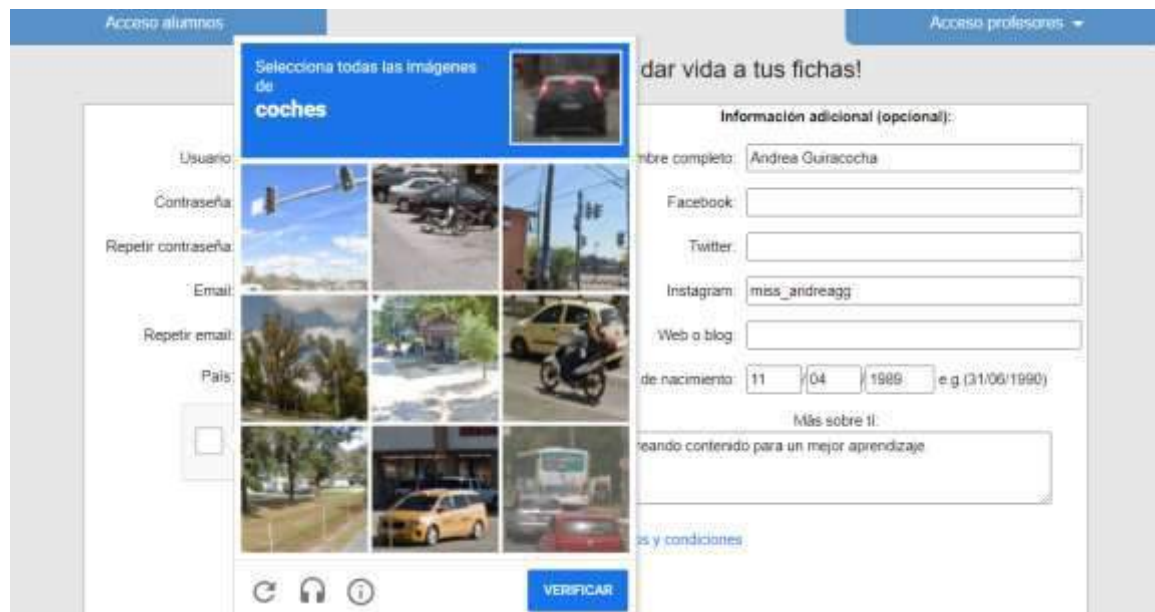 Acceso alumnos
Acceso profesores
dar vida a tus fichas!
Selecciona todas las imágenes
de
coches
VERIFICAR
Usuario:
Contraseña:
Repetir contraseña:
Email:
Repetir email:
País:
Información adicional (opcional):
mbre completo: Andrea Guiracocha
Facebook:
Twitter:
Instagram: miss_andreagg
Web o blog:
de nacimiento: 11 / 04 / 1989 e.g.(31/06/1990)
Más sobre ti:
reando contenido para un mejor aprendizaje
os y condiciones